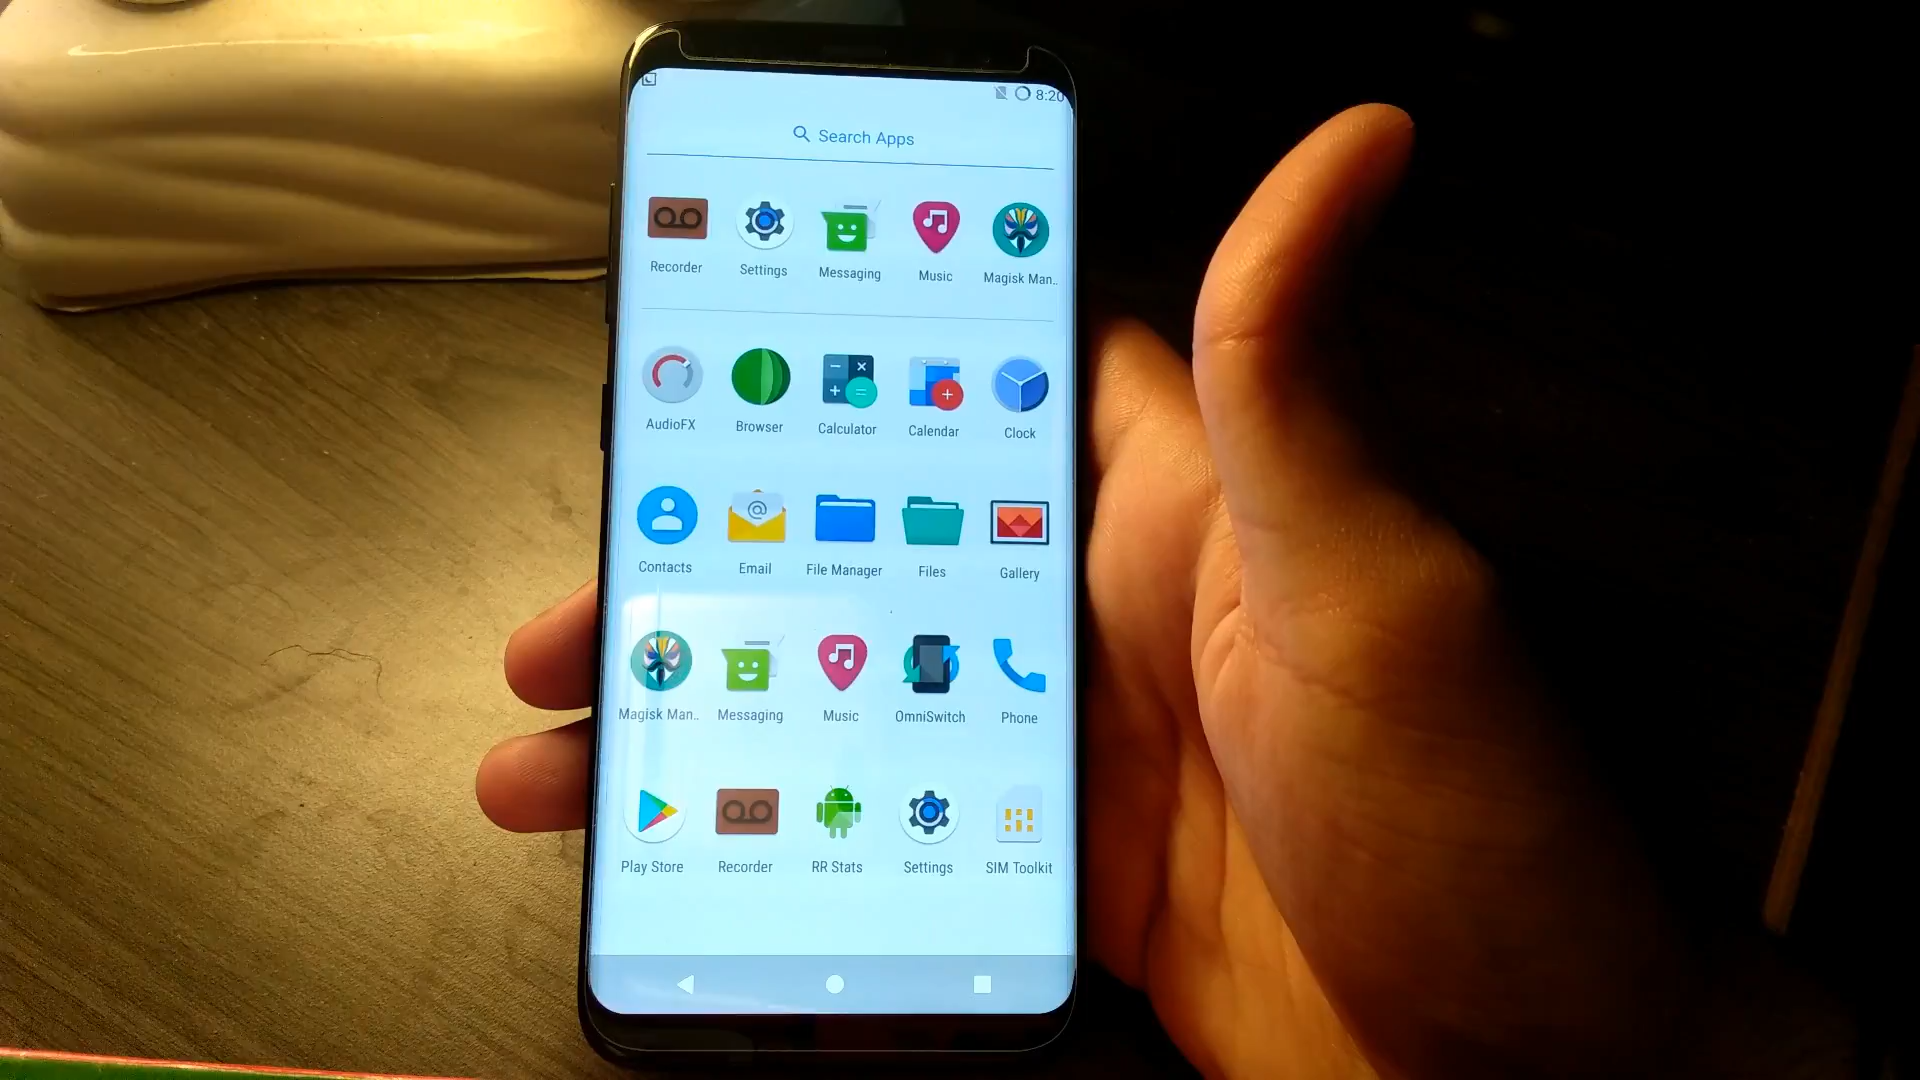 8:20
Search Apps
Recorder Settings Messaging Music Magisk Man..
AudioFX Browser Calculator Calendar Clock
Contacts Email File Manager Files Gallery
Magisk Man.. Messaging Music OmniSwitch Phone
Play Store Recorder RR Stats Settings SIM Toolkit